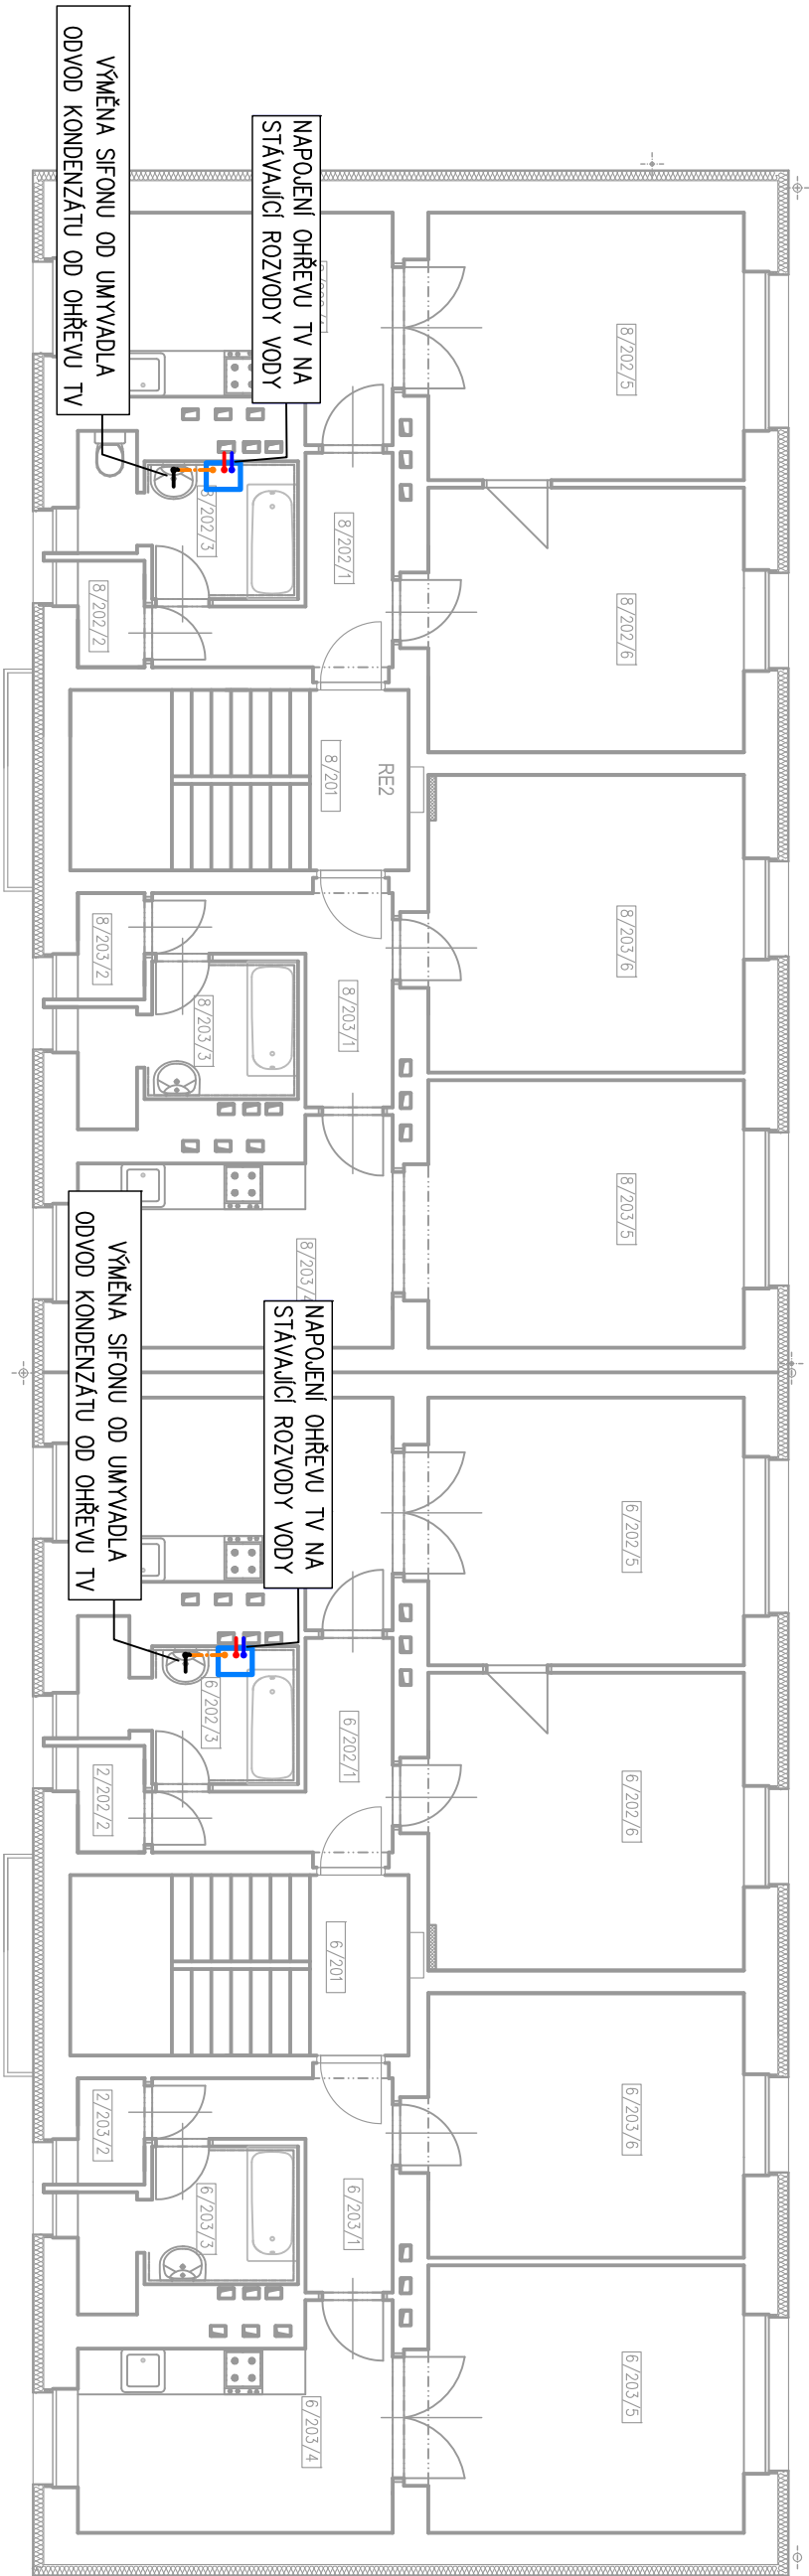 VÝMĚNA SIFONU OD UMYVADLA
ODVOD KONDENZÁTU OD OHŘEVU TV
NAPOJENÍ OHŘEVU TV NA
STÁVAJÍCÍ ROZVODY VODY
8/202/5
8/202/3
8/202/1
8/202/2
8/202/6
RE2
8/201
8/203/6
8/203/2
8/203/3
8/203/1
8/203/5
8/203/4
VÝMĚNA SIFONU OD UMYVADLA
ODVOD KONDENZÁTU OD OHŘEVU TV
NAPOJENÍ OHŘEVU TV NA
STÁVAJÍCÍ ROZVODY VODY
6/202/5
6/202/3
6/202/1
2/202/2
6/202/6
6/201
6/203/6
2/203/2
6/203/3
6/203/1
6/203/5
6/203/4